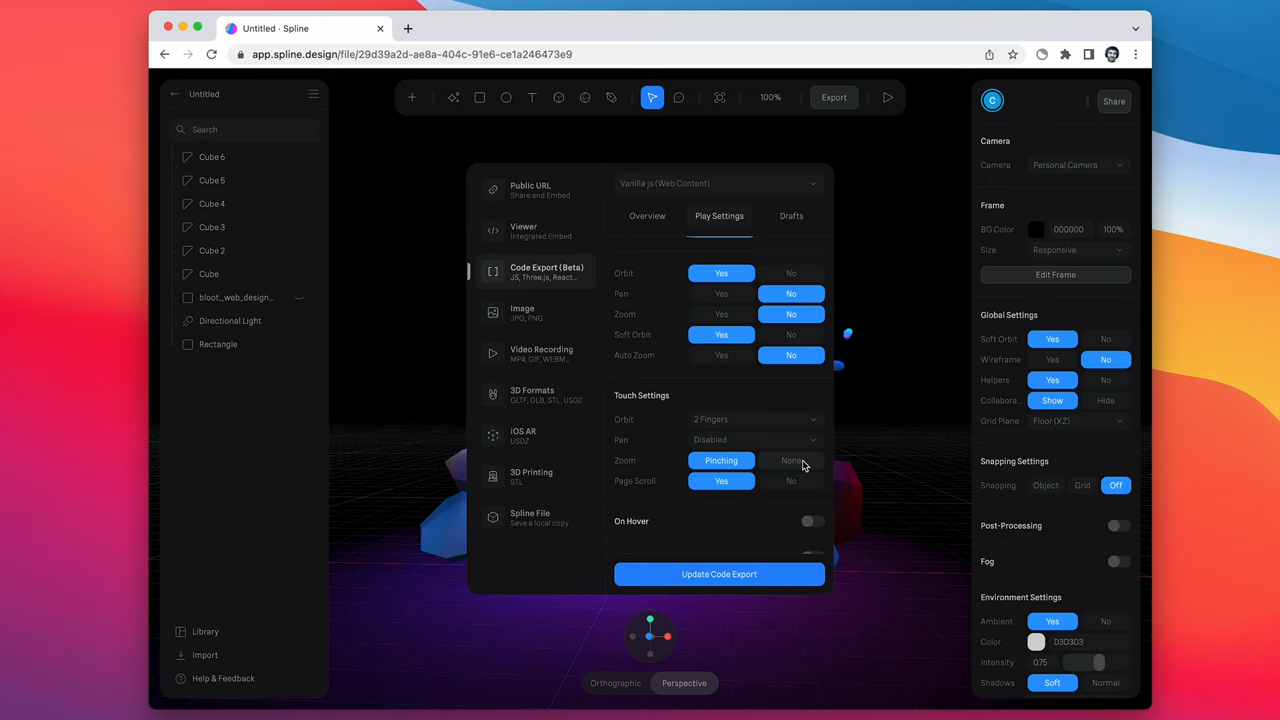 Untitled · Spline
app.spline.design/file/29d39a2d-ae8a-404c-91e6-ce1a246473e9
Untitled
100%
Export
C
Share
Search
Cube 6
Cube 5
Cube 4
Cube 3
Cube 2
Cube
bloot._web_design...
Directional Light
Rectangle
Library
Import
Help & Feedback
Public URL
Share and Embed
Viewer
Integrated Embed
Code Export (Beta)
JS, Three.js, React...
Image
JPG, PNG
Video Recording
MP4, GIF, WEBM...
3D Formats
GLTF, GLB, STL, USDZ
iOS AR
USDZ
3D Printing
STL
Spline File
Save a local copy
Vanilla js (Web Content)
Overview Play Settings Drafts
Orbit Yes No
Pan Yes No
Zoom Yes No
Soft Orbit Yes No
Auto Zoom Yes No
Touch Settings
Orbit 2 Fingers
Pan Disabled
Zoom Pinching None
Page Scroll Yes No
On Hover
Update Code Export
Orthographic Perspective
Camera
Camera Personal Camera
Frame
BG Color 000000 100%
Size Responsive
Edit Frame
Global Settings
Soft Orbit Yes No
Wireframe Yes No
Helpers Yes No
Collabora... Show Hide
Grid Plane Floor (XZ)
Snapping Settings
Snapping Object Grid Off
Post-Processing
Fog
Environment Settings
Ambient Yes No
Color D3D3D3
Intensity 0.75
Shadows Soft Normal